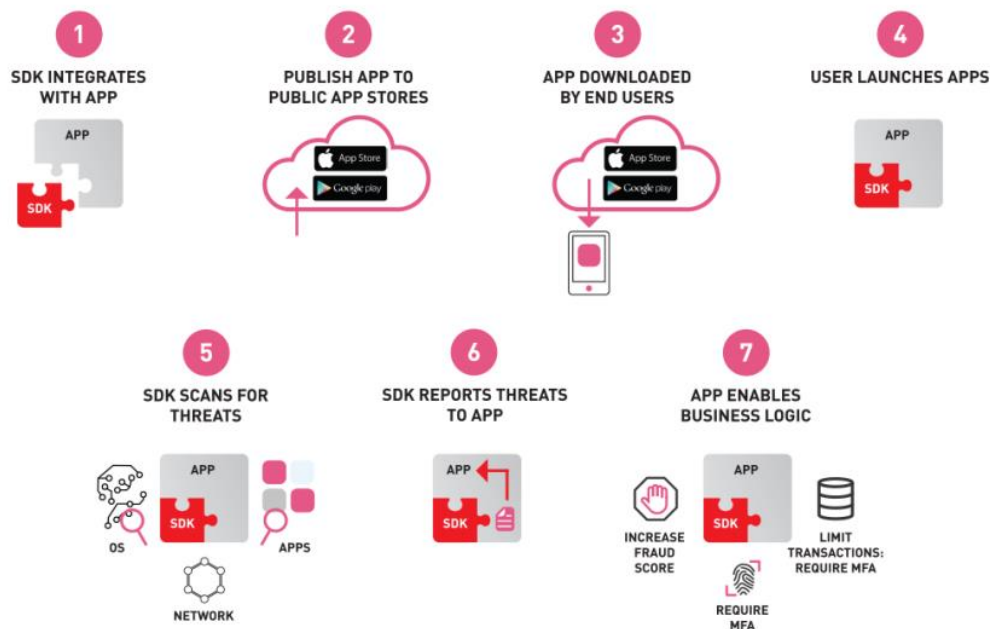 1
SDK INTEGRATES
WITH APP
APP
SDK
2
PUBLISH APP TO
PUBLIC APP STORES
App Store
Google play
3
APP DOWNLOADED
BY END USERS
App Store
Google play
4
USER LAUNCHES APPS
APP
SDK
5
SDK SCANS FOR
THREATS
APP
SDK
OS
APPS
NETWORK
6
SDK REPORTS THREATS
TO APP
APP
SDK
7
APP ENABLES
BUSINESS LOGIC
APP
SDK
INCREASE
FRAUD
SCORE
LIMIT
TRANSACTIONS:
REQUIRE MFA
REQUIRE
MFA